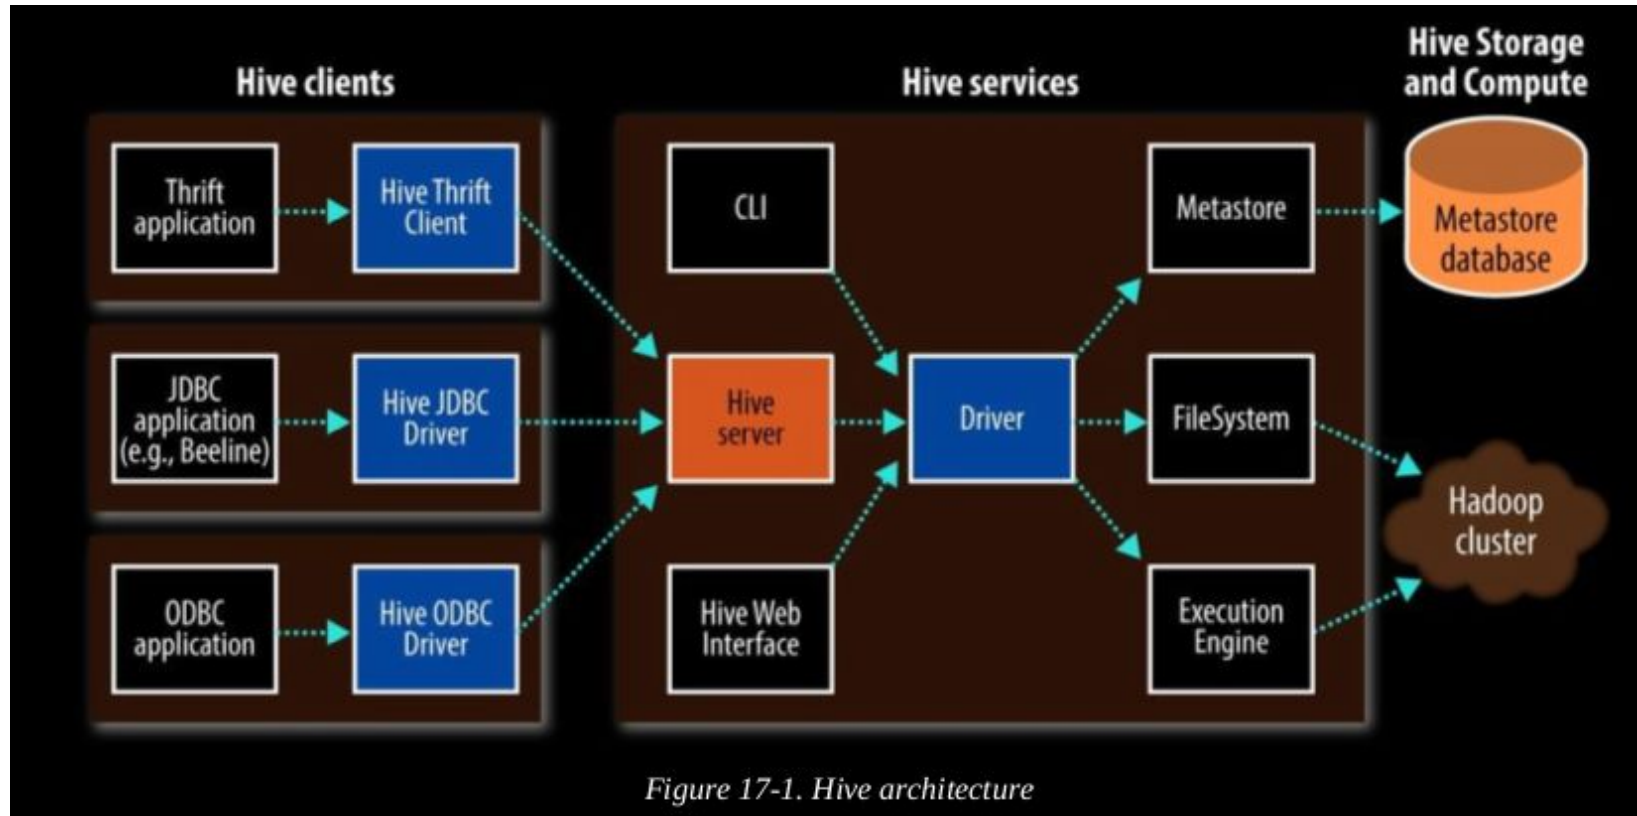 Hive clients
Thrift
application
Hive Thrift
Client
JDBC
application
(e.g., Beeline)
Hive JDBC
Driver
ODBC
application
Hive ODBC
Driver
Hive services
CLI
Hive
server
Hive Web
Interface
Driver
Metastore
FileSystem
Execution
Engine
Hive Storage
and Compute
Metastore
database
Hadoop
cluster
Figure 17-1. Hive architecture